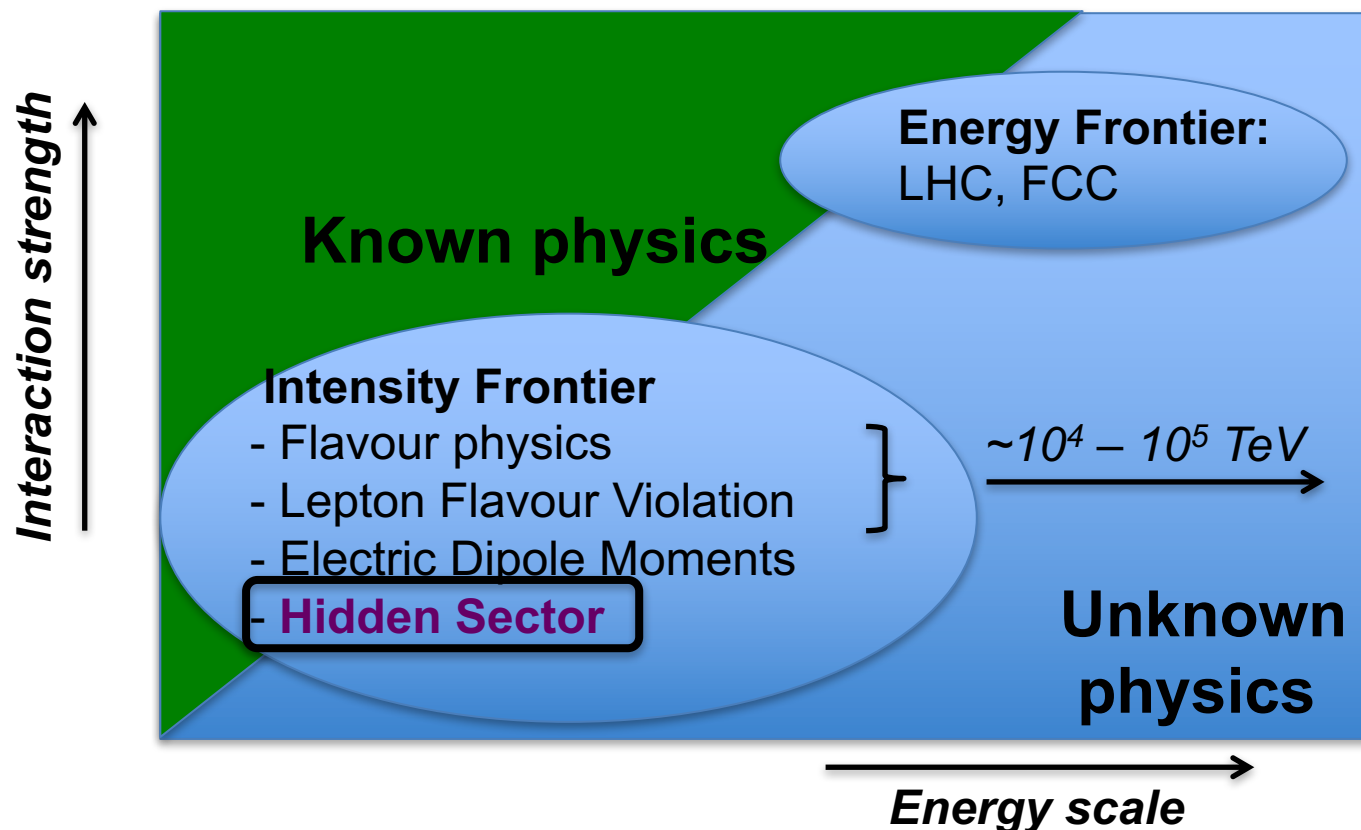 Interaction strength
Energy Frontier:
LHC, FCC
Known physics
Intensity Frontier
- Flavour physics
- Lepton Flavour Violation
- Electric Dipole Moments
- Hidden Sector
~10⁴ – 10⁵ TeV
Unknown
physics
Energy scale